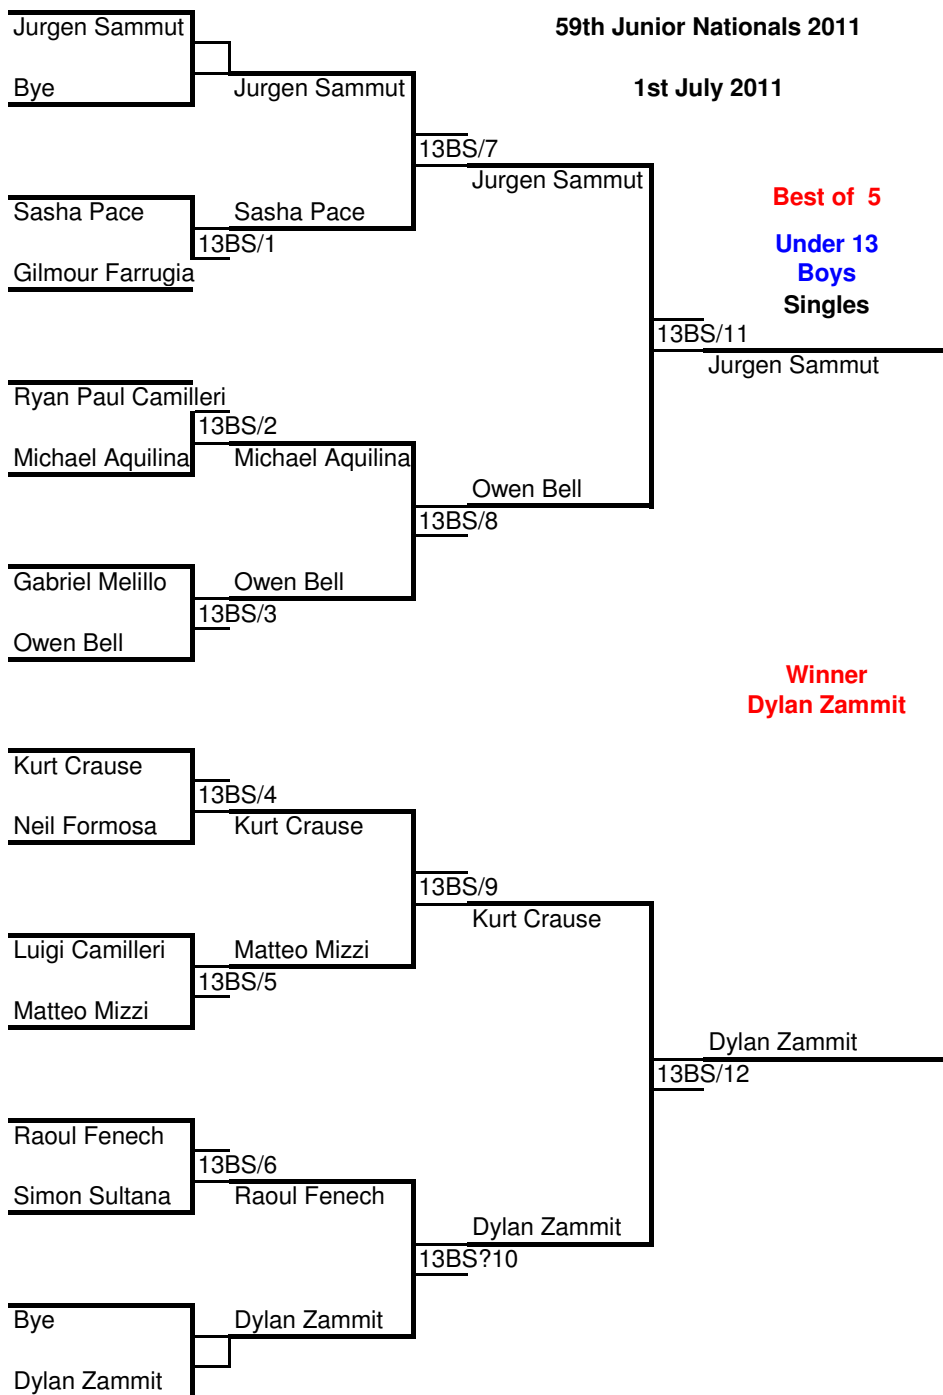 Jurgen Sammut
59th Junior Nationals 2011
Bye
Jurgen Sammut
1st July 2011
13BS/7
Jurgen Sammut
Best of 5
Sasha Pace
Sasha Pace
13BS/1
Under 13
Gilmour Farrugia
Boys
Singles
13BS/11
Jurgen Sammut
Ryan Paul Camilleri
13BS/2
Michael Aquilina
Michael Aquilina
Owen Bell
13BS/8
Gabriel Melillo
Owen Bell
13BS/3
Owen Bell
Winner
Dylan Zammit
Kurt Crause
13BS/4
Neil Formosa
Kurt Crause
13BS/9
Kurt Crause
Luigi Camilleri
Matteo Mizzi
13BS/5
Matteo Mizzi
Dylan Zammit
13BS/12
Raoul Fenech
13BS/6
Simon Sultana
Raoul Fenech
Dylan Zammit
13BS?10
Bye
Dylan Zammit
Dylan Zammit